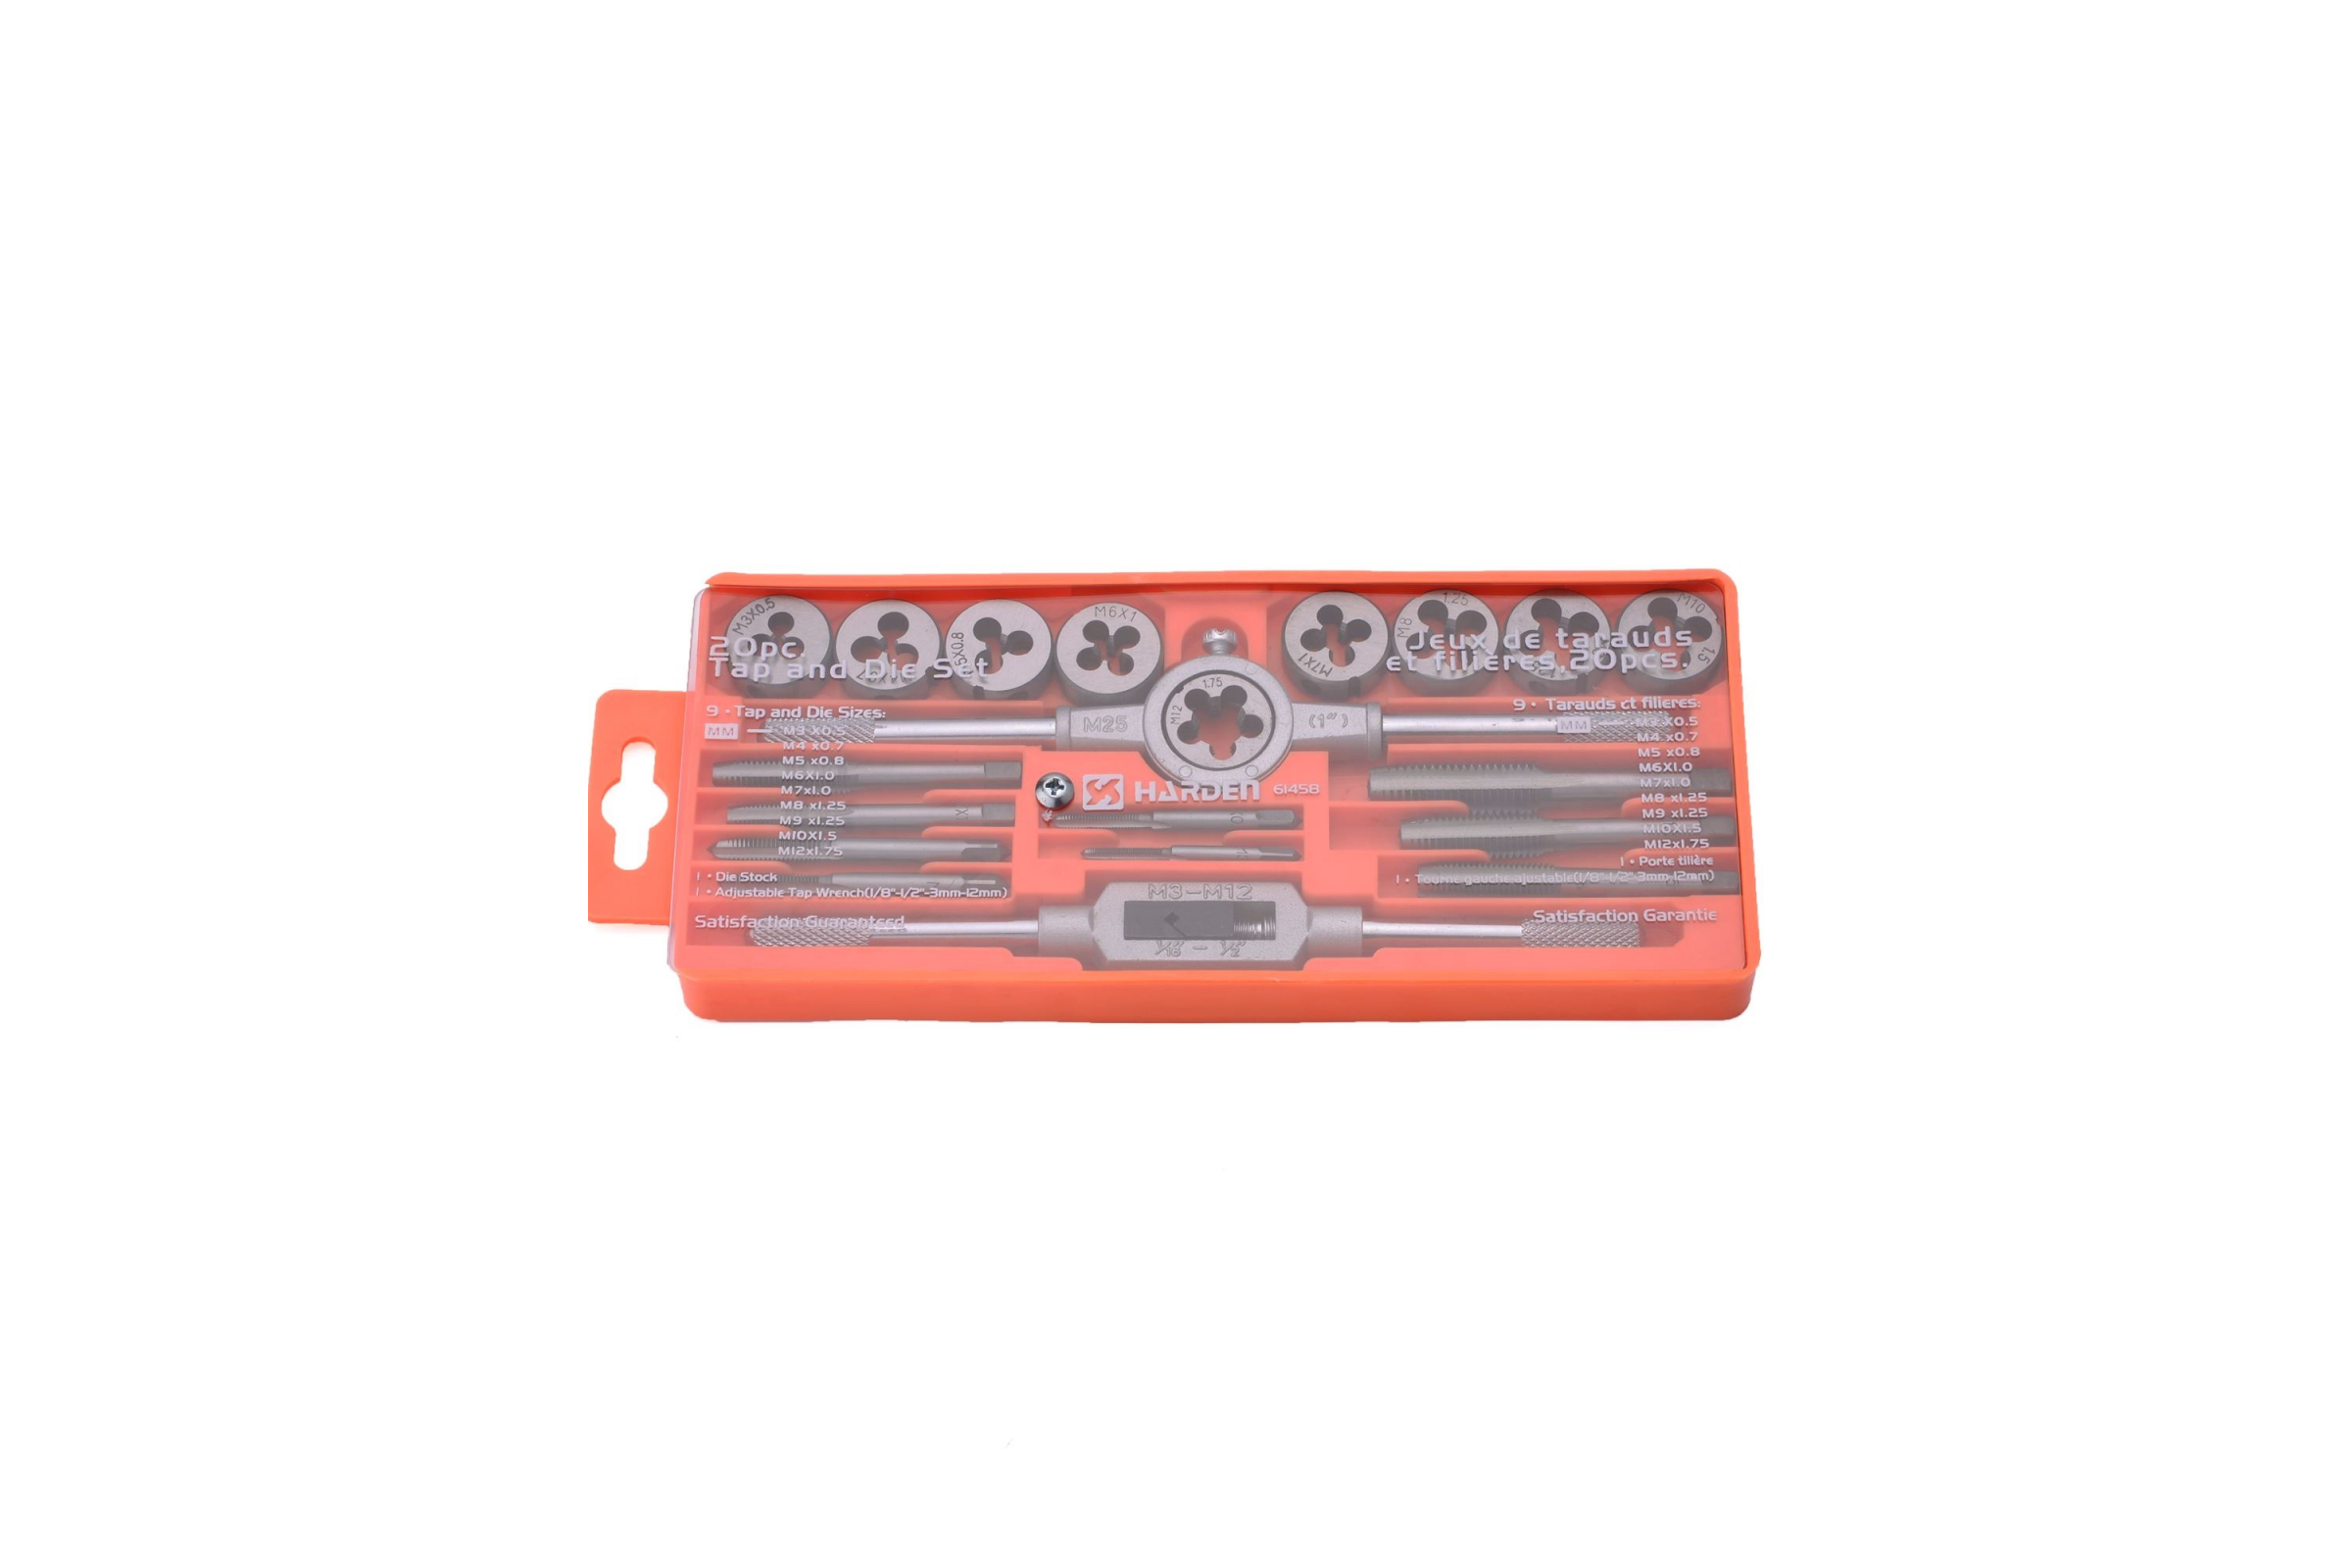 M3X0.5
M6X1
M7X1
M8
1.25
M10
1.5
20pc.
Tap and Die Set
Jeux de tarauds
et filières,20pcs.
9 · Tap and Die Sizes:
MM
M3 X0.5
M4 x0.7
M5 x0.8
M6X1.0
M7x1.0
M8 x1.25
M9 x1.25
M10X1.5
M12x1.75
1 · Die Stock
1 · Adjustable Tap Wrench(1/8"-1/2"-3mm-12mm)
Satisfaction Guaranteed
M25
1.75
M12
(1")
HARDEN 61458
M3-M12
1/16" - 1/2"
9 · Tarauds et filieres:
MM
M3 X0.5
M4 x0.7
M5 x0.8
M6X1.0
M7x1.0
M8 x1.25
M9 x1.25
M10X1.5
M12x1.75
1 · Porte tilière
1 · Tourne gauche ajustable(1/8"-1/2"-3mm-12mm)
Satisfaction Garantie